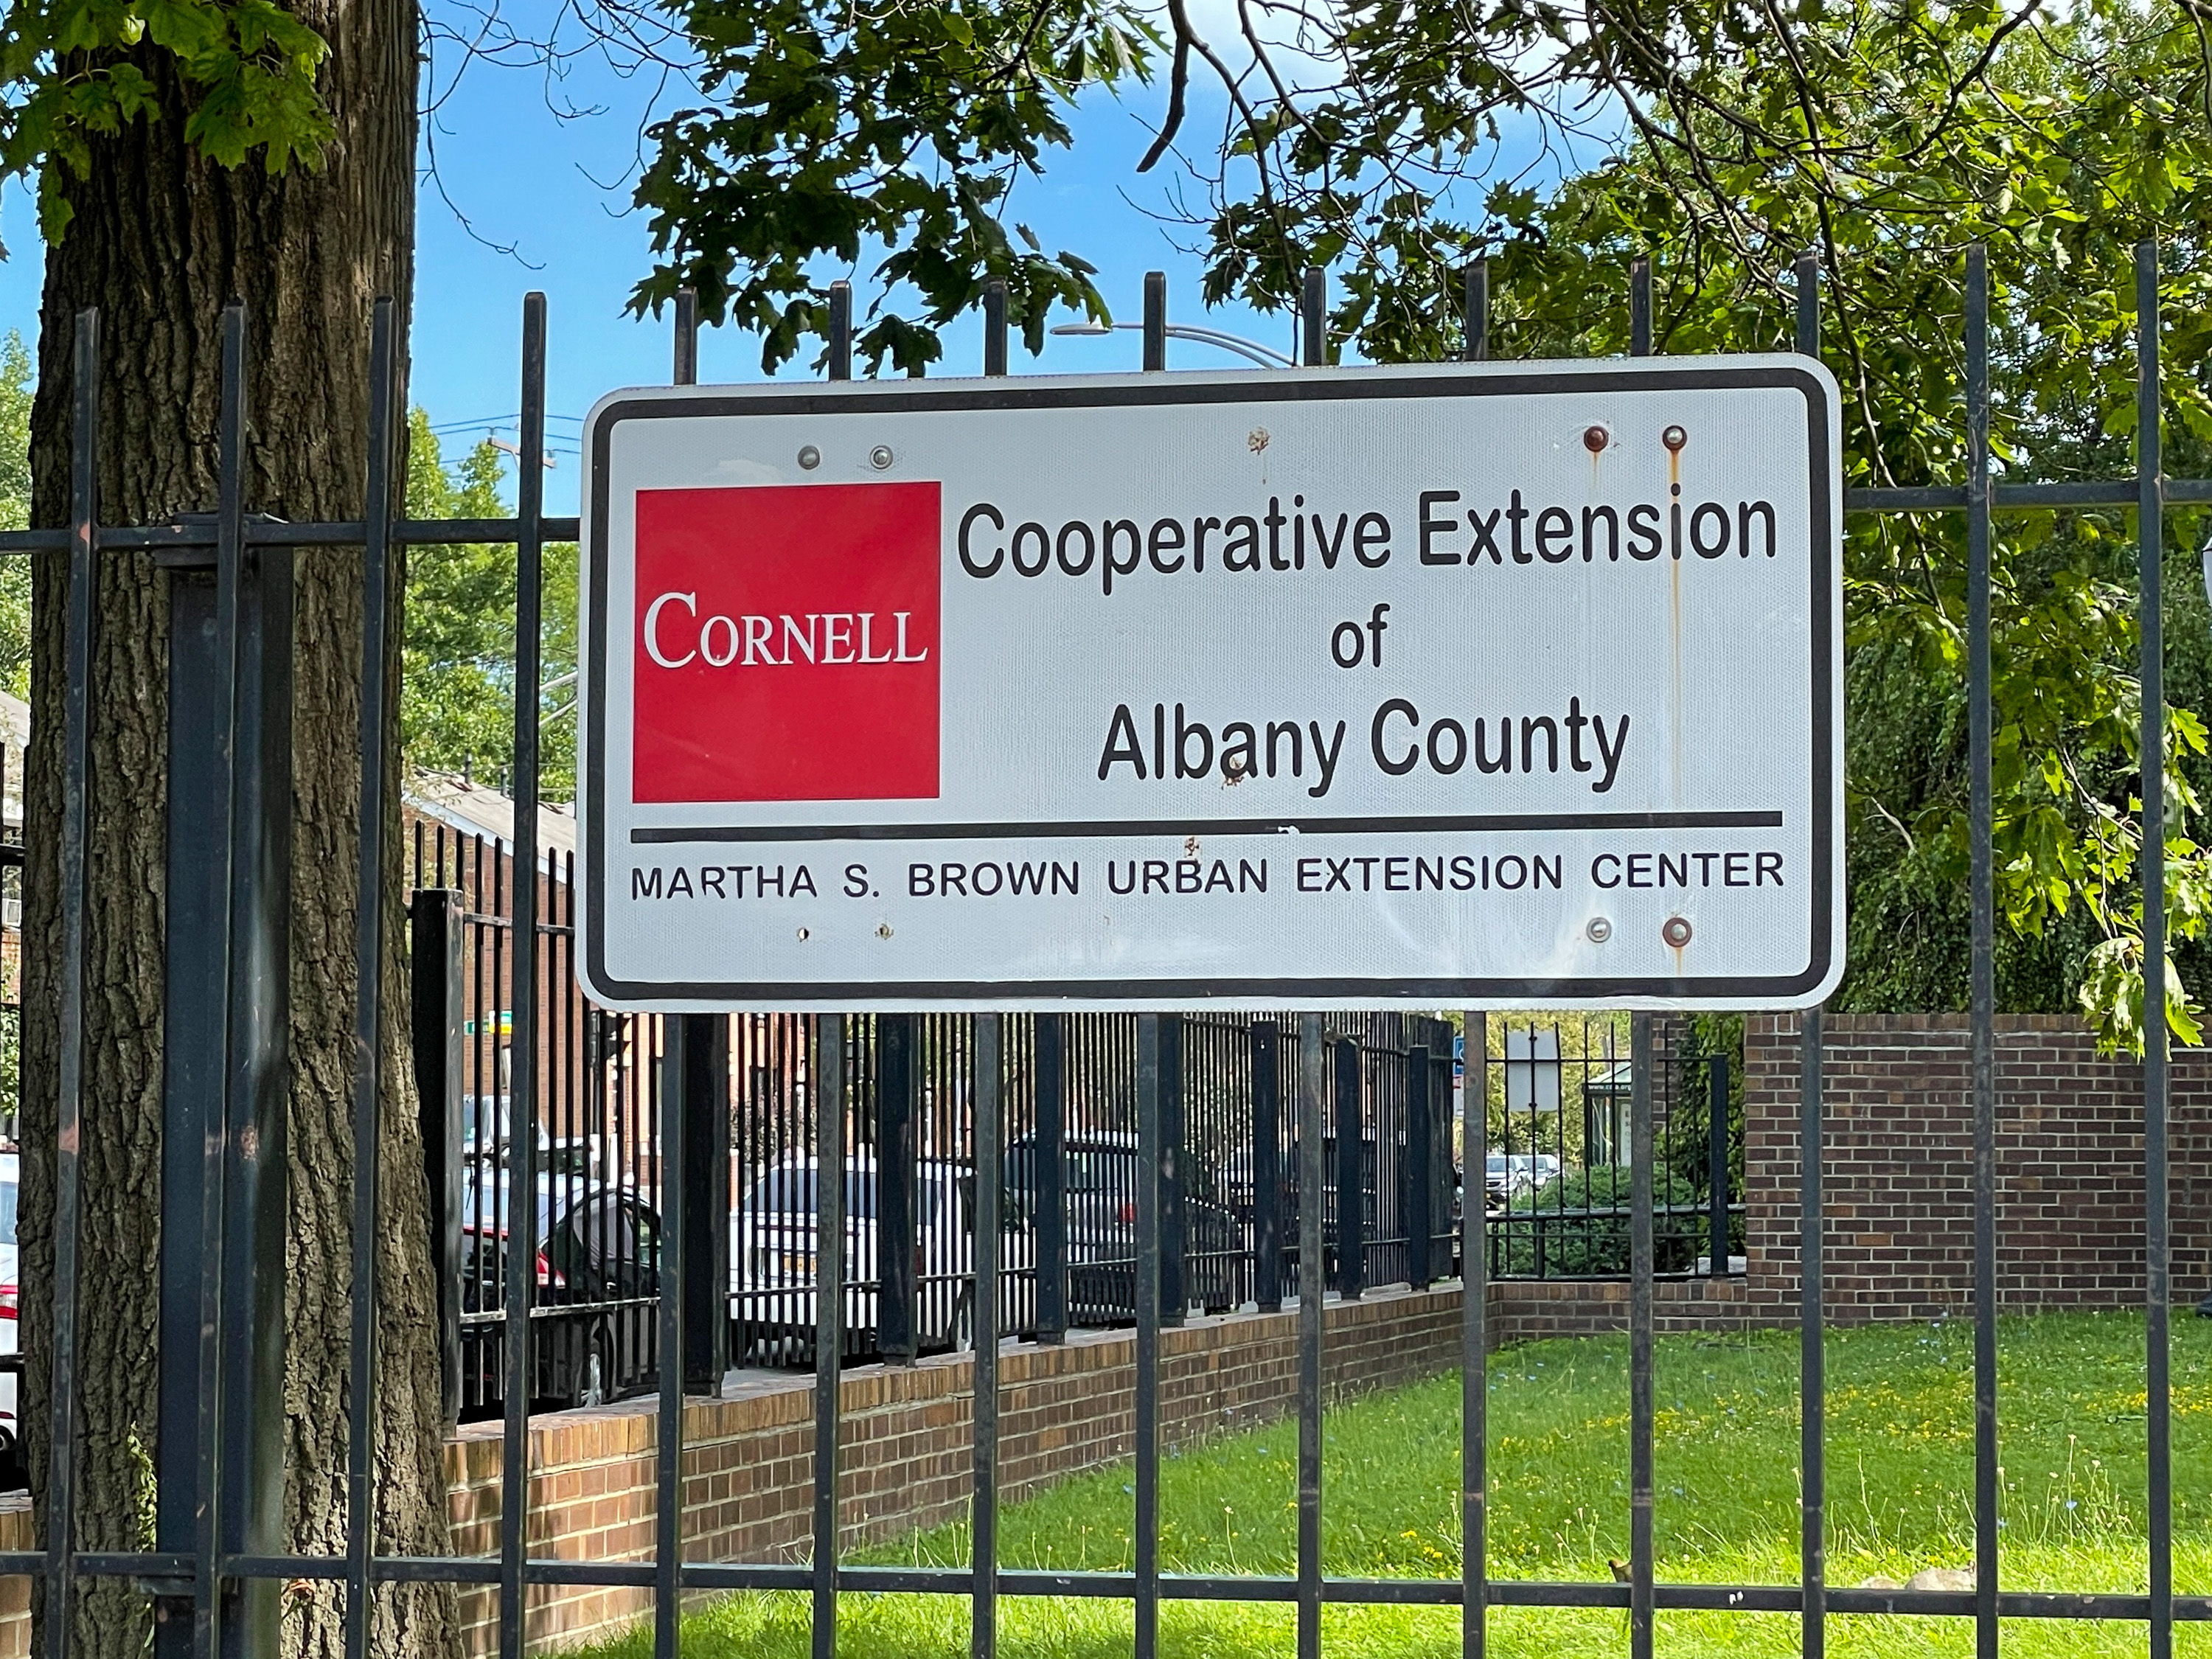 CORNELL
Cooperative Extension
of
Albany County
MARTHA S. BROWN URBAN EXTENSION CENTER